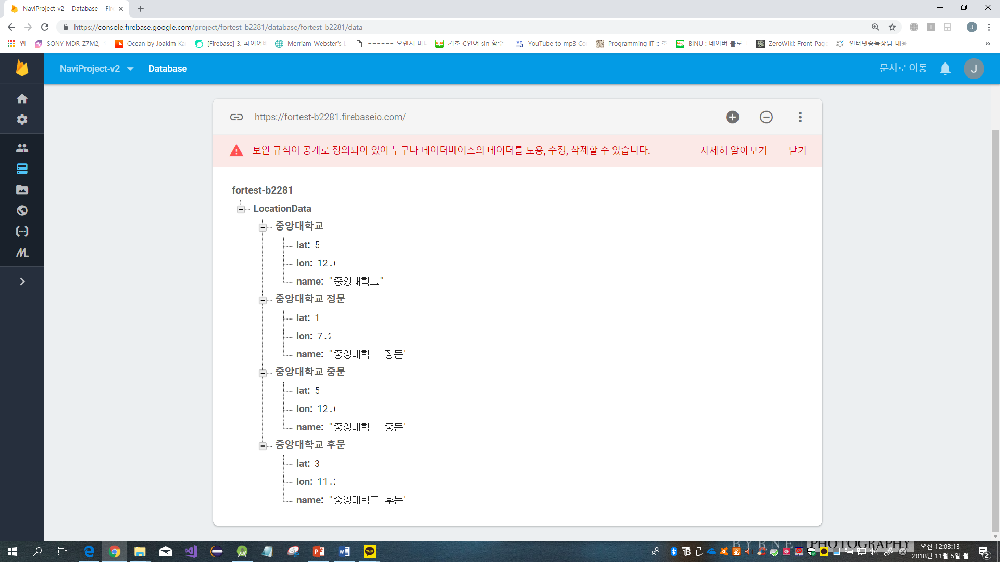 NaviProject-v2 – Database – Fir
https://console.firebase.google.com/project/fortest-b2281/database/fortest-b2281/data
J
앱
SONY MDR-Z7M2,
Ocean by Joakim Ka
[Firebase] 3. 파이어
Merriam-Webster's
====== 오렌지
기초 C언어 sin 함수
YouTube to mp3 Co
Programming IT ::
BINU : 네이버 블로그
ZeroWiki: Front Page
인터넷중독상담 대응
»
NaviProject-v2
Database
문서로 이동
J
https://fortest-b2281.firebaseio.com/
보안 규칙이 공개로 정의되어 있어 누구나 데이터베이스의 데이터를 도용, 수정, 삭제할 수 있습니다.
자세히 알아보기
닫기
fortest-b2281
LocationData
중앙대학교
lat: 5
lon: 12.6
name: "중앙대학교"
중앙대학교 정문
lat: 1
lon: 7.2
name: "중앙대학교 정문"
중앙대학교 중문
lat: 5
lon: 12.6
name: "중앙대학교 중문"
중앙대학교 후문
lat: 3
lon: 11.2
name: "중앙대학교 후문"
BYRNE PHOTOGRAPHY
오전 12:03:13
2018년 11월 5일 월
2